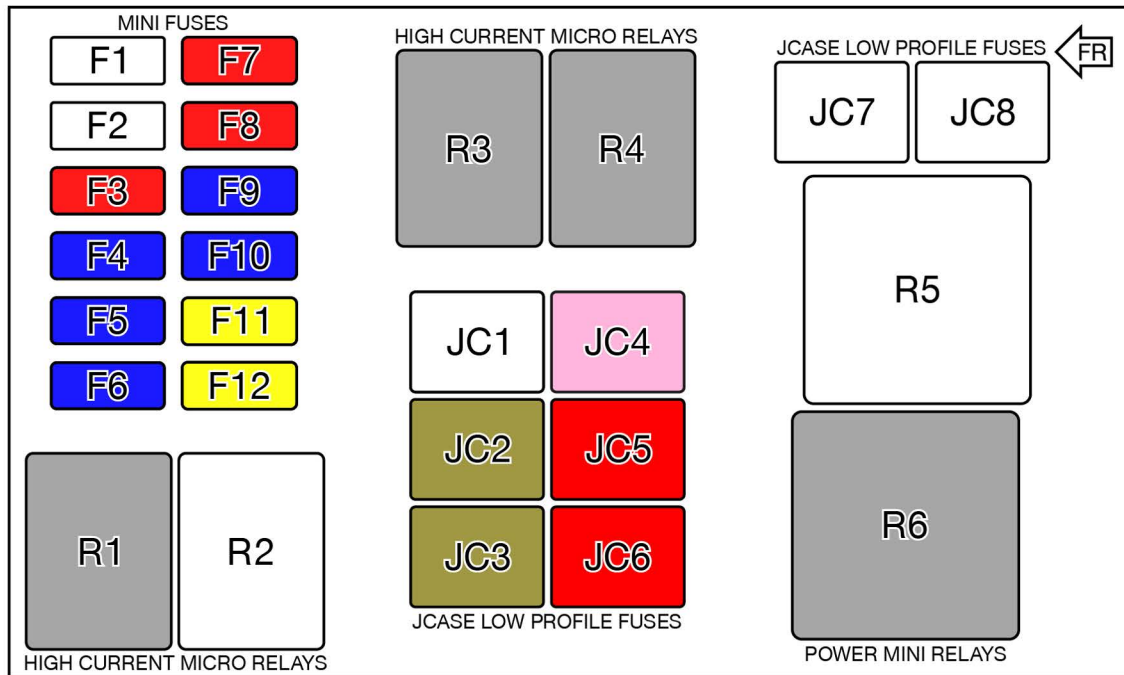 MINI FUSES
F1 F7
F2 F8
F3 F9
F4 F10
F5 F11
F6 F12
R1 R2
HIGH CURRENT MICRO RELAYS
HIGH CURRENT MICRO RELAYS
R3 R4
JC1 JC4
JC2 JC5
JC3 JC6
JCASE LOW PROFILE FUSES
JCASE LOW PROFILE FUSES
FR
JC7 JC8
R5
R6
POWER MINI RELAYS